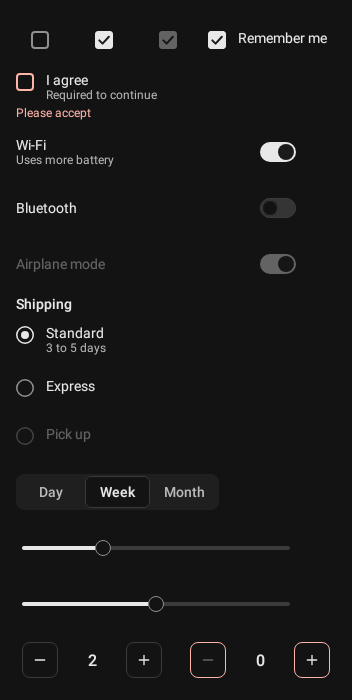 Remember me
I agree
Required to continue
Please accept
Wi-Fi
Uses more battery
Bluetooth
Airplane mode
Shipping
Standard
3 to 5 days
Express
Pick up
Day Week Month
2 0